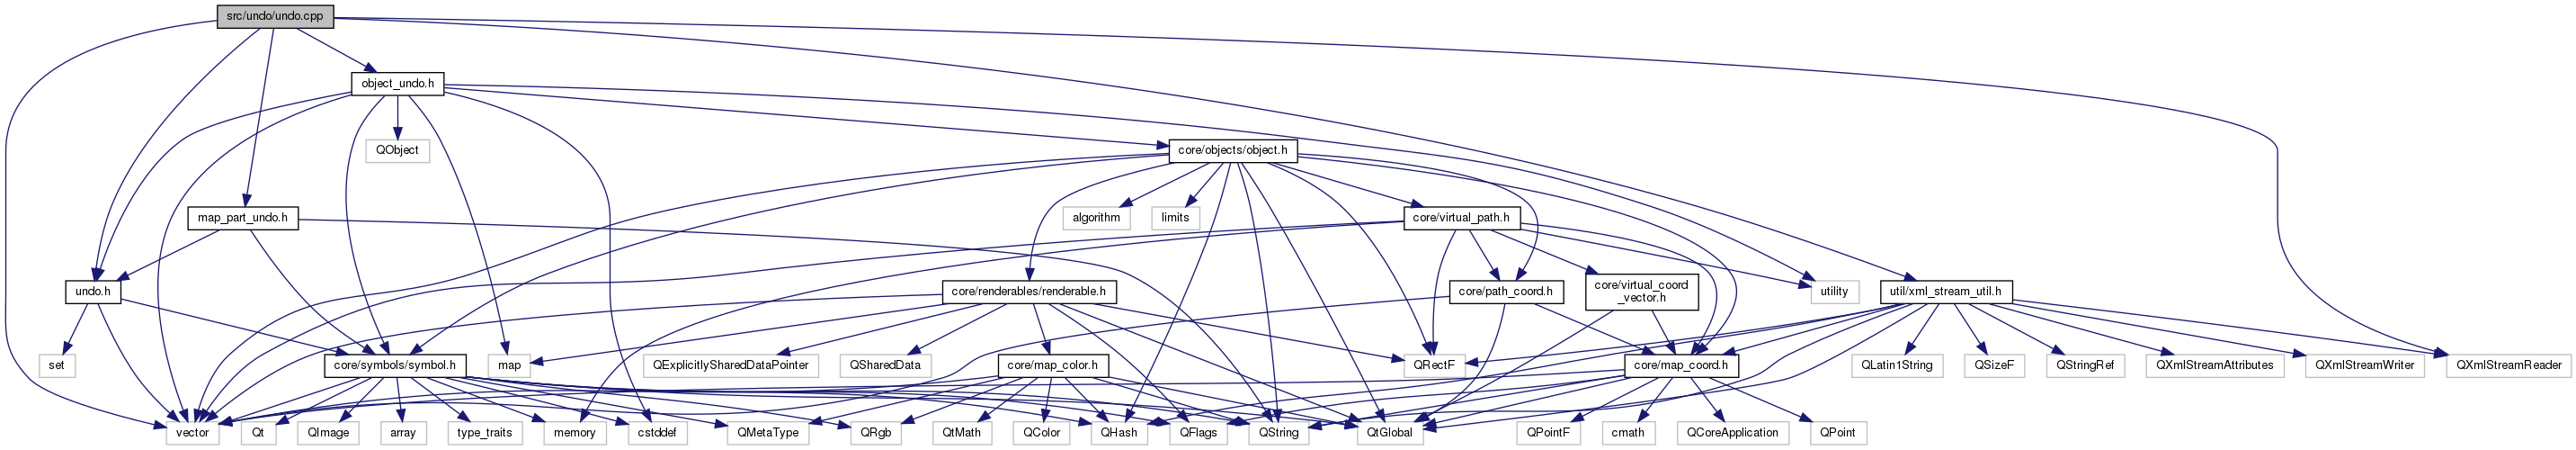 src/undo/undo.cpp
object_undo.h
QObject
core/objects/object.h
map_part_undo.h
algorithm
limits
core/virtual_path.h
undo.h
core/renderables/renderable.h
core/path_coord.h
core/virtual_coord
_vector.h
utility
util/xml_stream_util.h
set
core/symbols/symbol.h
map
QExplicitlySharedDataPointer
QSharedData
core/map_color.h
QRectF
core/map_coord.h
QLatin1String
QSizeF
QStringRef
QXmlStreamAttributes
QXmlStreamWriter
QXmlStreamReader
vector
Qt
QImage
array
type_traits
memory
cstddef
QMetaType
QRgb
QtMath
QColor
QHash
QFlags
QString
QtGlobal
QPointF
cmath
QCoreApplication
QPoint